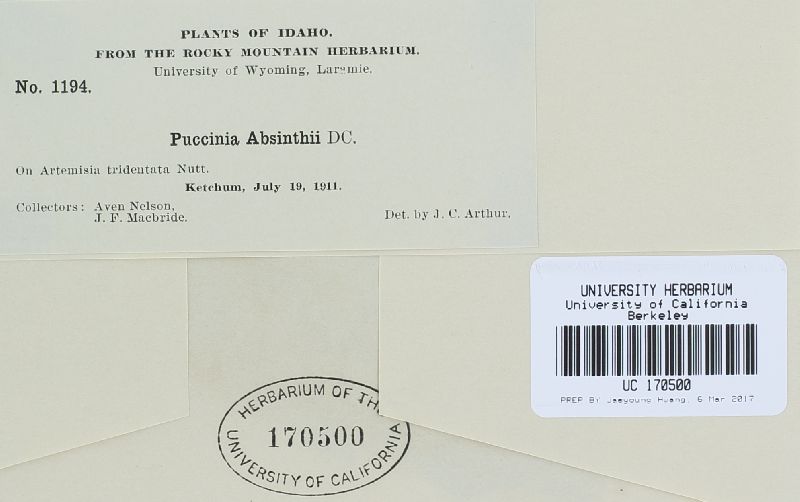 PLANTS OF IDAHO.
FROM THE ROCKY MOUNTAIN HERBARIUM.
University of Wyoming, Laramie.
No. 1194.
Puccinia Absinthii DC.
On Artemisia tridentata Nutt.
Ketchum, July 19, 1911.
Collectors: Aven Nelson,
J. F. Macbride.
Det. by J. C. Arthur.
UNIVERSITY HERBARIUM
University of California
Berkeley
UC 170500
PREP BY Jaeyoung Huang, 6 Mar 2017
HERBARIUM OF THE
170500
UNIVERSITY OF CALIFORNIA